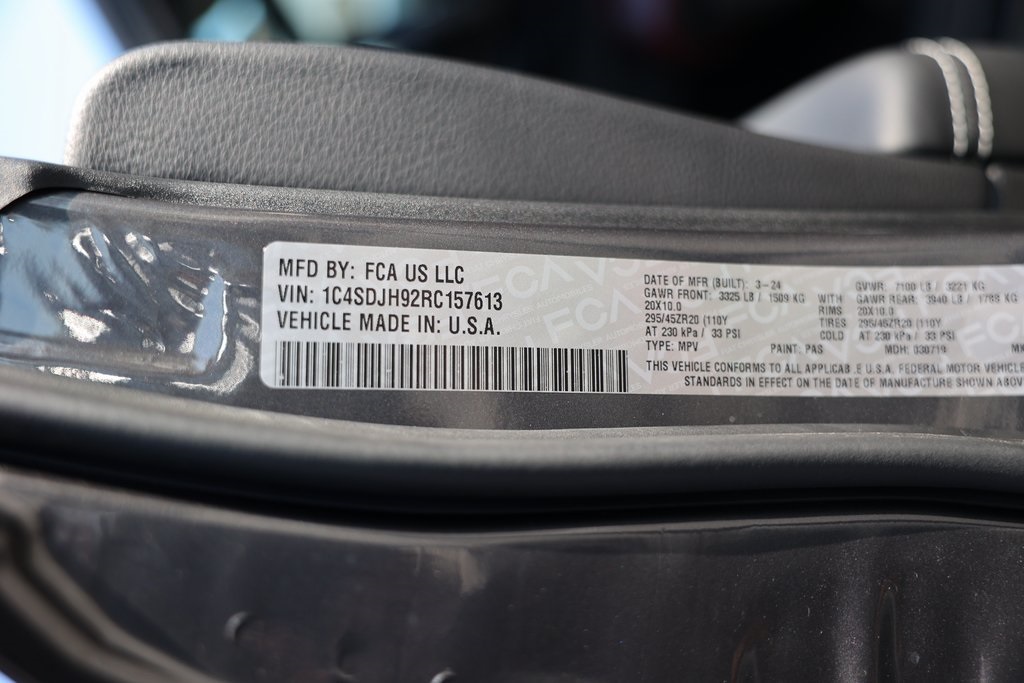 MFD BY: FCA US LLC
VIN: 1C4SDJH92RC157613
VEHICLE MADE IN: U.S.A.
DATE OF MFR (BUILT): 3-24 GVWR: 7100 LB / 3221 KG
GAWR FRONT: 3325 LB / 1509 KG WITH GAWR REAR: 3940 LB / 1788 KG
20X10.0 RIMS 20X10.0
295/45ZR20 (110Y TIRES 295/45ZR20 (110Y
AT 230 kPa / 33 PSI COLD AT 230 kPa / 33 PSI
TYPE: MPV PAINT: PAS MDH: 030719
THIS VEHICLE CONFORMS TO ALL APPLICAB.E U.S.A. FEDERAL MOTOR VEHICLE
STANDARDS IN EFFECT ON THE DATE OF MANUFACTURE SHOWN ABOV